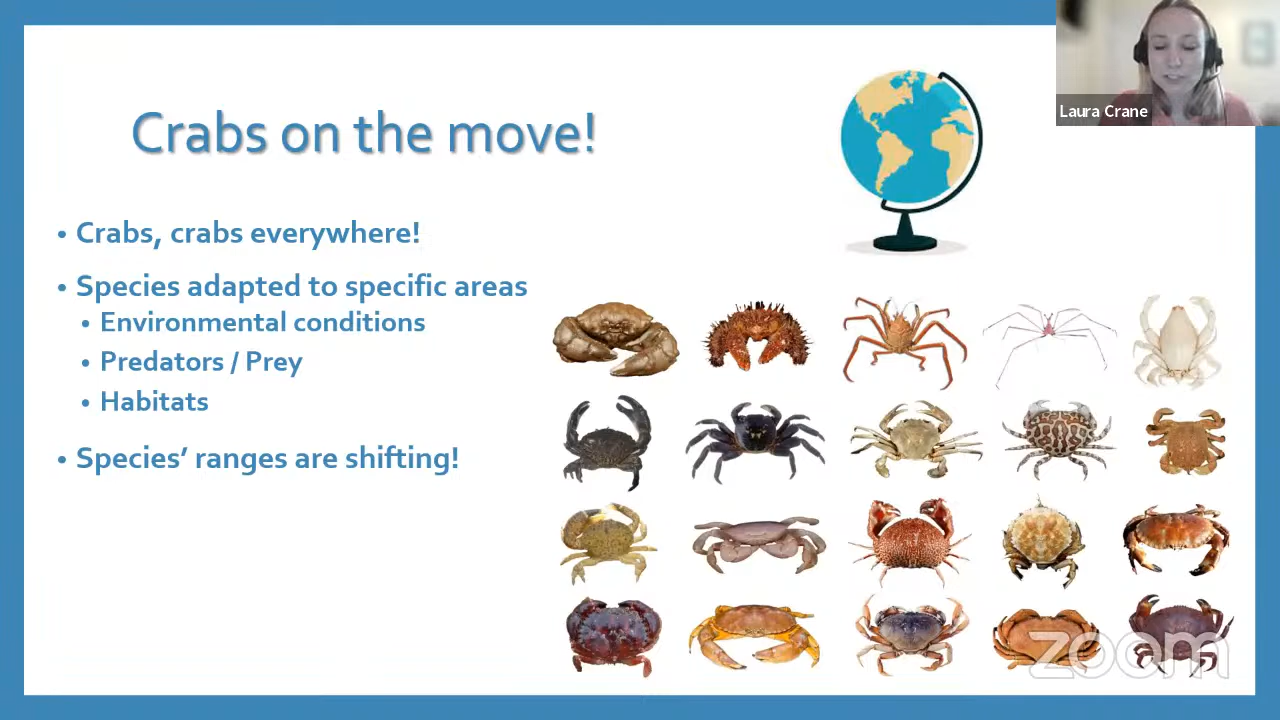 Laura Crane
Crabs on the move!
• Crabs, crabs everywhere!
• Species adapted to specific areas
• Environmental conditions
• Predators / Prey
• Habitats
• Species’ ranges are shifting!
zoom